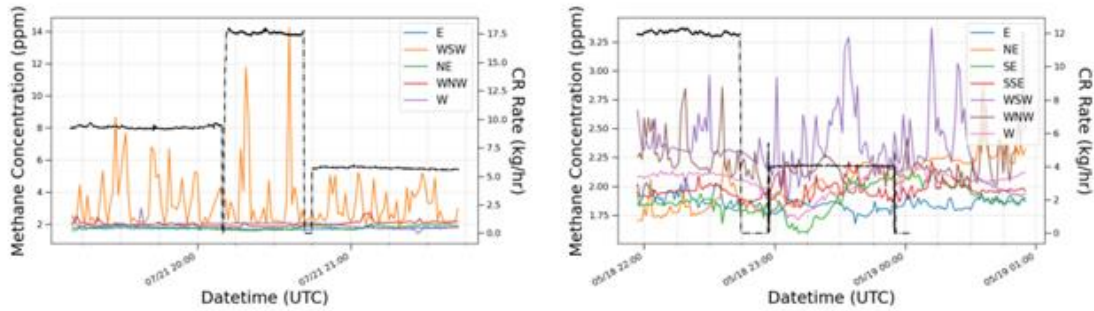 Methane Concentration (ppm)
14
12
10
8
6
4
2
E
WSW
NE
WNW
W
17.5
15.0
12.5
10.0
7.5
5.0
2.5
0.0
CR Rate (kg/hr)
07/21 20:00
07/21 21:00
Datetime (UTC)
Methane Concentration (ppm)
3.25
3.00
2.75
2.50
2.25
2.00
1.75
E
NE
SE
SSE
WSW
WNW
W
12
10
8
6
4
2
0
CR Rate (kg/hr)
05/18 22:00
05/18 23:00
05/19 00:00
05/19 01:00
Datetime (UTC)